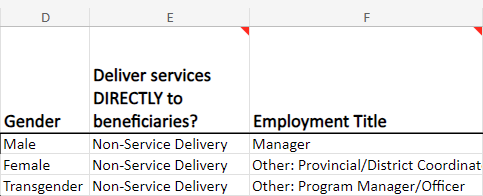 D E F
Deliver services
DIRECTLY to
Gender beneficiaries? Employment Title
Male Non-Service Delivery Manager
Female Non-Service Delivery Other: Provincial/District Coordinat
Transgender Non-Service Delivery Other: Program Manager/Officer